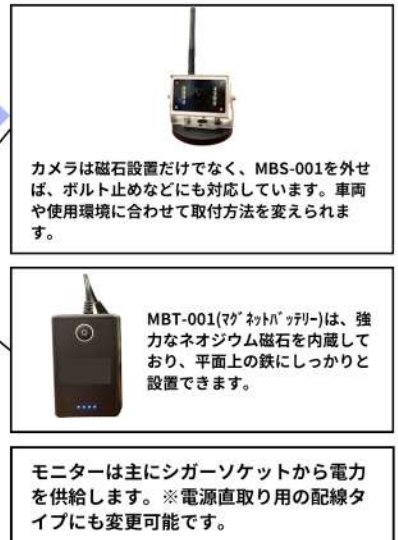 カメラは磁石設置だけでなく、MBS-001を外せ
ば、ボルト止めなどにも対応しています。車両
や使用環境に合わせて取付方法を変えられま
す。
MBT-001(ﾏｸﾞﾈｯﾄﾊﾞｯﾃﾘｰ)は、強
力なネオジウム磁石を内蔵して
おり、平面上の鉄にしっかりと
設置できます。
モニターは主にシガーソケットから電力
を供給します。※電源直取り用の配線タ
イプにも変更可能です。